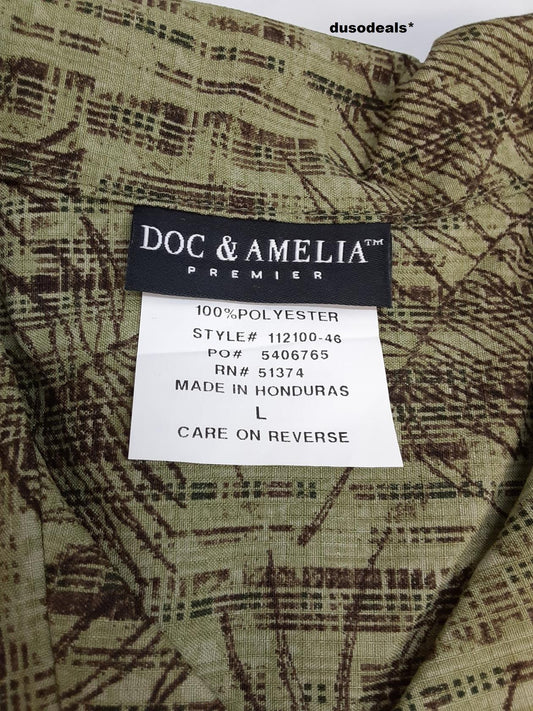 dusodeals*
DOC & AMELIA™
PREMIER
100%POLYESTER
STYLE# 112100-46
PO# 5406765
RN# 51374
MADE IN HONDURAS
L
CARE ON REVERSE